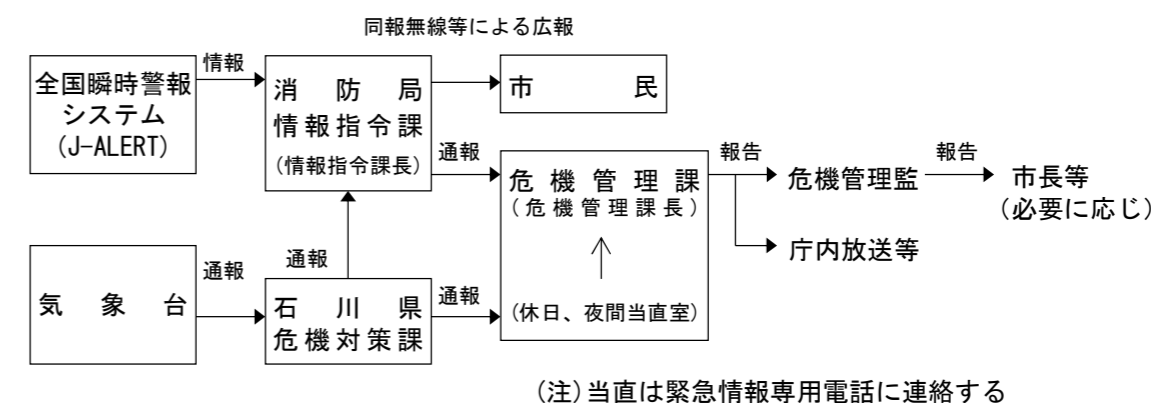 同報無線等による広報
全国瞬時警報
システム
(J-ALERT)
情報
消防局
情報指令課
(情報指令課長)
市民
通報
危機管理課
(危機管理課長)
(休日、夜間当直室)
報告
危機管理監
報告
市長等
(必要に応じ)
庁内放送等
気象台
通報
通報
石川県
危機対策課
通報
(注)当直は緊急情報専用電話に連絡する